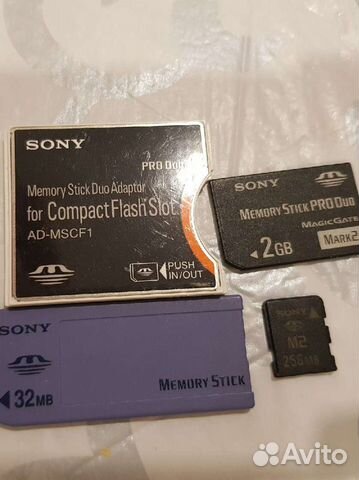 SONY
PRO Duo
Memory Stick Duo Adaptor
for CompactFlash Slot
AD-MSCF1
PUSH
IN/OUT
SONY
MEMORY STICK PRO DUO
MAGICGATE
2GB
MARK2
SONY
32MB
MEMORY STICK
SONY
M2
256MB
Avito